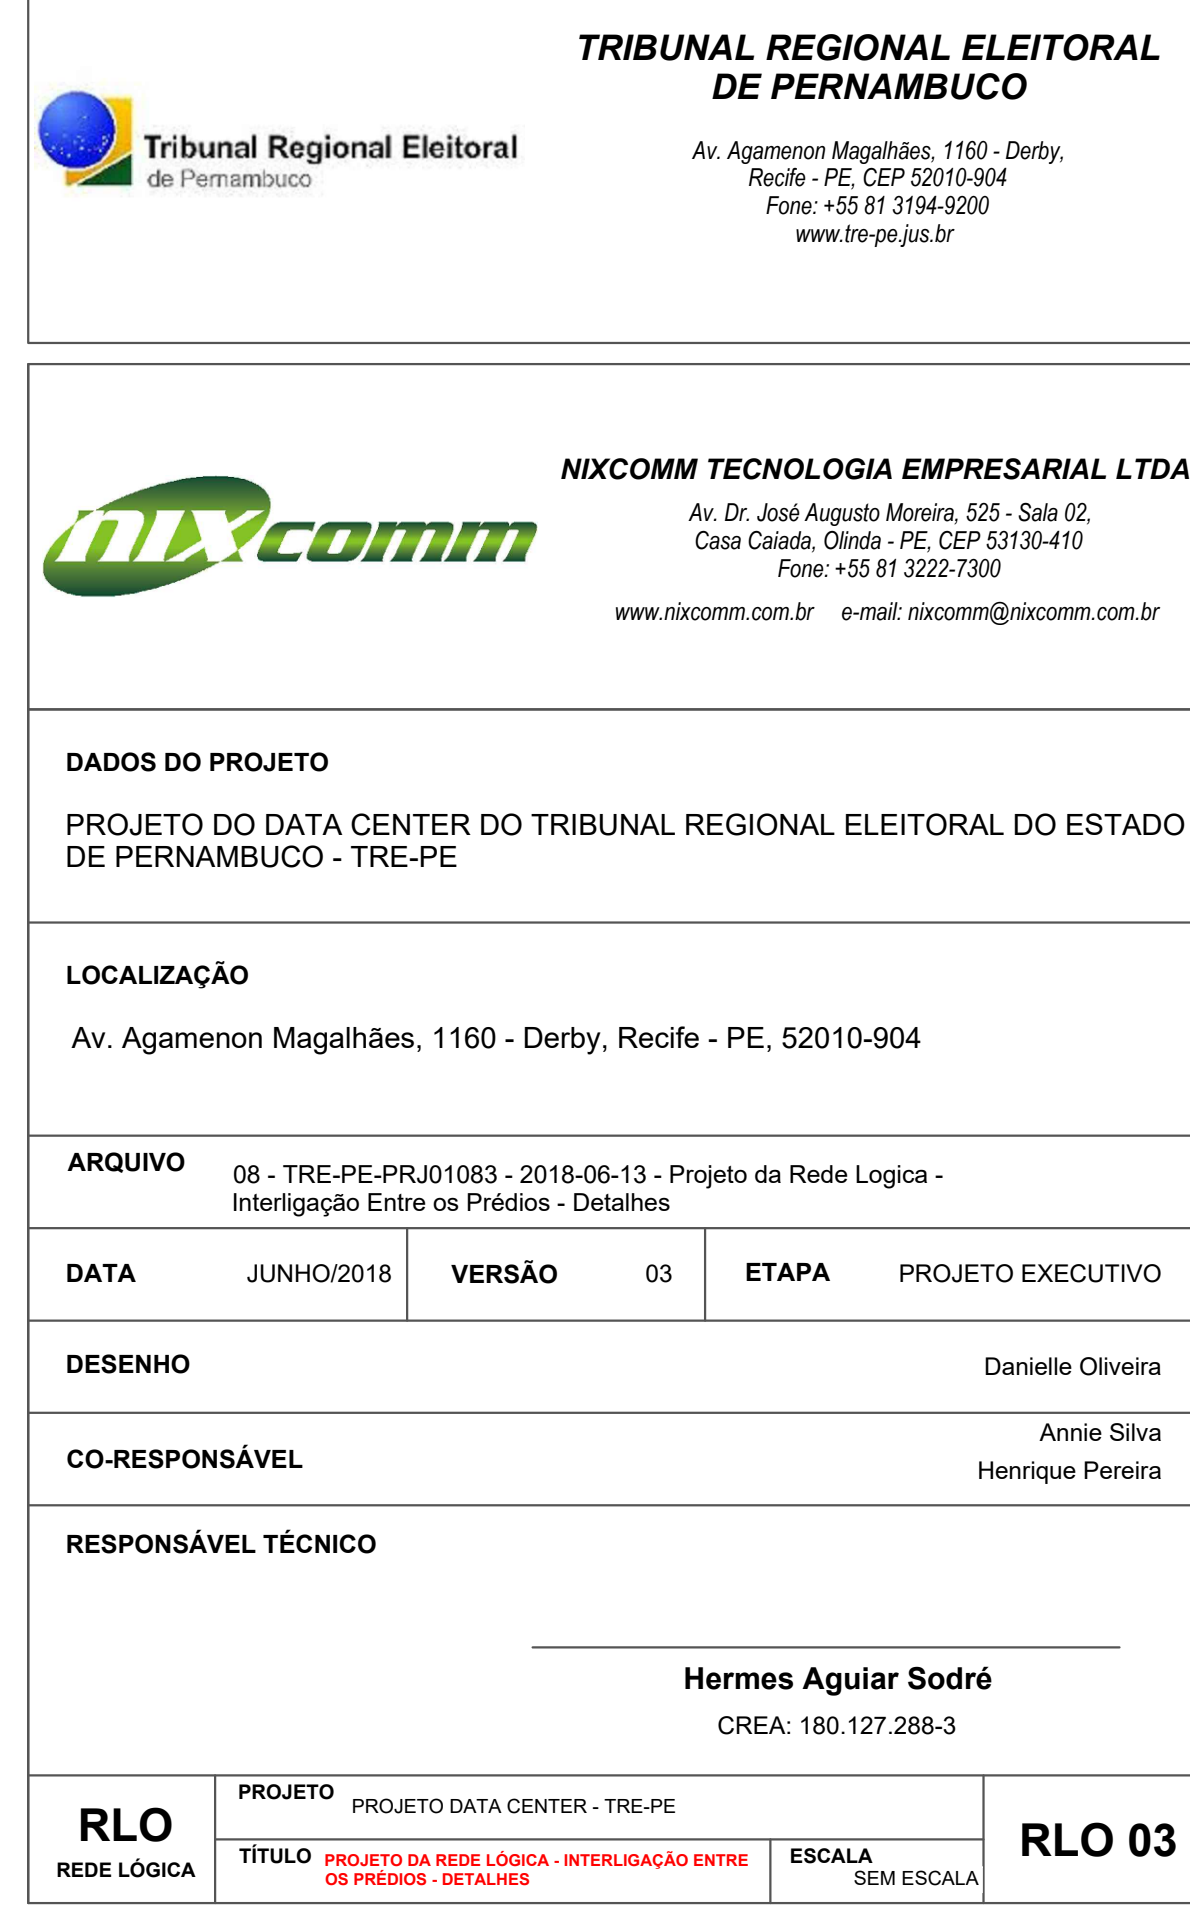 TRIBUNAL REGIONAL ELEITORAL
DE PERNAMBUCO
Tribunal Regional Eleitoral
de Pernambuco
Av. Agamenon Magalhães, 1160 - Derby,
Recife - PE, CEP 52010-904
Fone: +55 81 3194-9200
www.tre-pe.jus.br
nixcomm
NIXCOMM TECNOLOGIA EMPRESARIAL LTDA
Av. Dr. José Augusto Moreira, 525 - Sala 02,
Casa Caiada, Olinda - PE, CEP 53130-410
Fone: +55 81 3222-7300
www.nixcomm.com.br e-mail: nixcomm@nixcomm.com.br
DADOS DO PROJETO
PROJETO DO DATA CENTER DO TRIBUNAL REGIONAL ELEITORAL DO ESTADO
DE PERNAMBUCO - TRE-PE
LOCALIZAÇÃO
Av. Agamenon Magalhães, 1160 - Derby, Recife - PE, 52010-904
ARQUIVO
08 - TRE-PE-PRJ01083 - 2018-06-13 - Projeto da Rede Logica -
Interligação Entre os Prédios - Detalhes
DATA JUNHO/2018 VERSÃO 03 ETAPA PROJETO EXECUTIVO
DESENHO Danielle Oliveira
CO-RESPONSÁVEL
Annie Silva
Henrique Pereira
RESPONSÁVEL TÉCNICO
Hermes Aguiar Sodré
CREA: 180.127.288-3
RLO
REDE LÓGICA
PROJETO
PROJETO DATA CENTER - TRE-PE
TÍTULO
PROJETO DA REDE LÓGICA - INTERLIGAÇÃO ENTRE
OS PRÉDIOS - DETALHES
ESCALA
SEM ESCALA
RLO 03